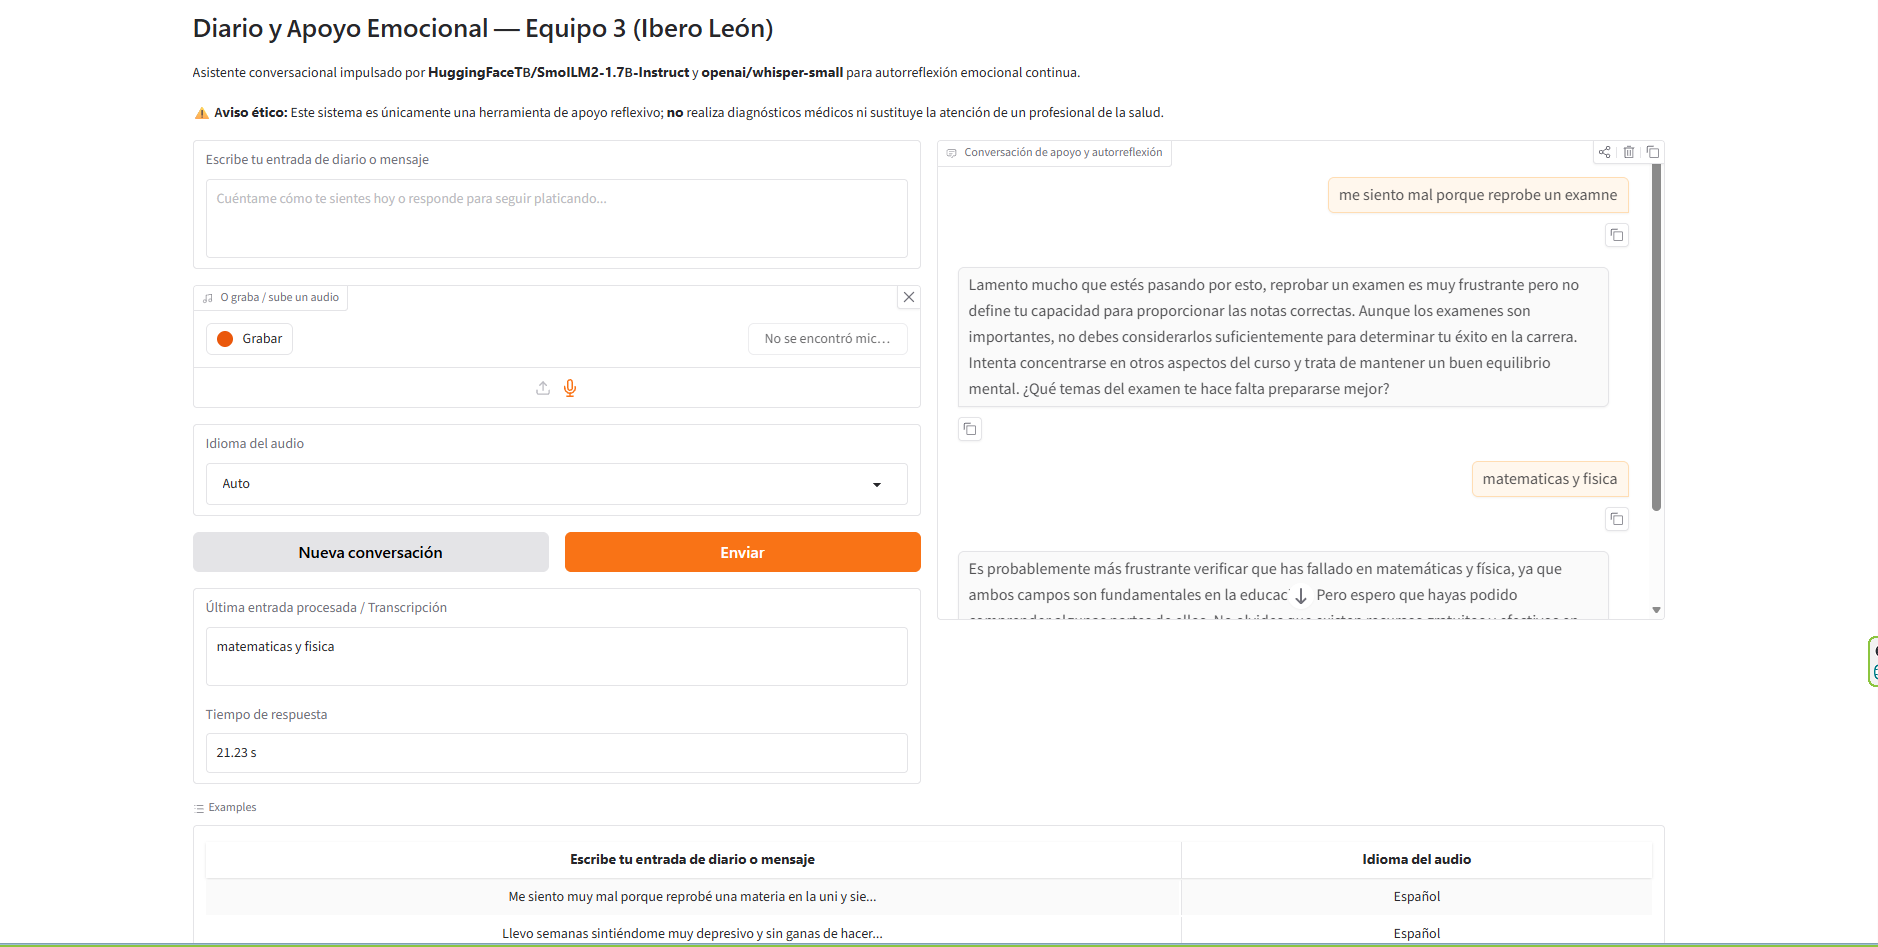 Diario y Apoyo Emocional — Equipo 3 (Ibero León)
Asistente conversacional impulsado por HuggingFaceTB/SmolLM2-1.7B-Instruct y openai/whisper-small para autorreflexión emocional continua.
⚠️ Aviso ético: Este sistema es únicamente una herramienta de apoyo reflexivo; no realiza diagnósticos médicos ni sustituye la atención de un profesional de la salud.
Escribe tu entrada de diario o mensaje
Cuéntame cómo te sientes hoy o responde para seguir platicando...
O graba / sube un audio
Grabar
No se encontró mic...
Idioma del audio
Auto
Nueva conversación
Enviar
Última entrada procesada / Transcripción
matematicas y fisica
Tiempo de respuesta
21.23 s
Conversación de apoyo y autorreflexión
me siento mal porque reprobe un examne
Lamento mucho que estés pasando por esto, reprobar un examen es muy frustrante pero no
define tu capacidad para proporcionar las notas correctas. Aunque los examenes son
importantes, no debes considerarlos suficientemente para determinar tu éxito en la carrera.
Intenta concentrarse en otros aspectos del curso y trata de mantener un buen equilibrio
mental. ¿Qué temas del examen te hace falta prepararse mejor?
matematicas y fisica
Es probablemente más frustrante verificar que has fallado en matemáticas y física, ya que
ambos campos son fundamentales en la educac Pero espero que hayas podido
Examples
Escribe tu entrada de diario o mensaje
Idioma del audio
Me siento muy mal porque reprobé una materia en la uni y sie...
Español
Llevo semanas sintiéndome muy depresivo y sin ganas de hacer...
Español